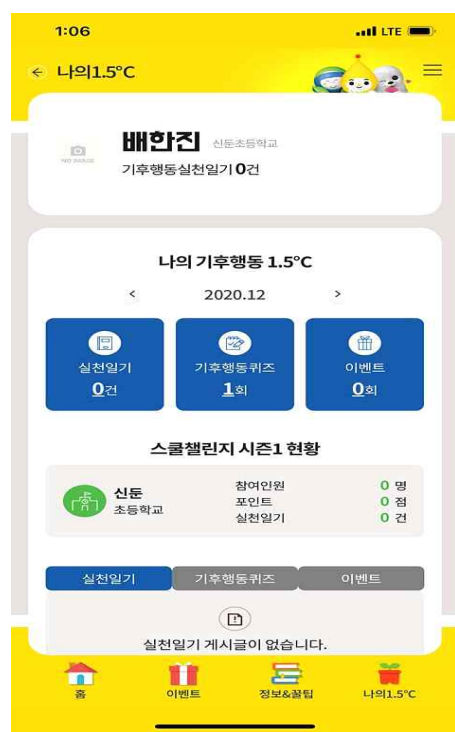 1:06 LTE
나의1.5°C
배한진 신둔초등학교
NO IMAGE
기후행동실천일기 0건
나의 기후행동 1.5°C
< 2020.12 >
실천일기 기후행동퀴즈 이벤트
0건 1회 0회
스쿨챌린지 시즌1 현황
신둔
초등학교
참여인원 0 명
포인트 0 점
실천일기 0 건
실천일기 기후행동퀴즈 이벤트
실천일기 게시글이 없습니다.
홈 이벤트 정보&꿀팁 나의1.5°C